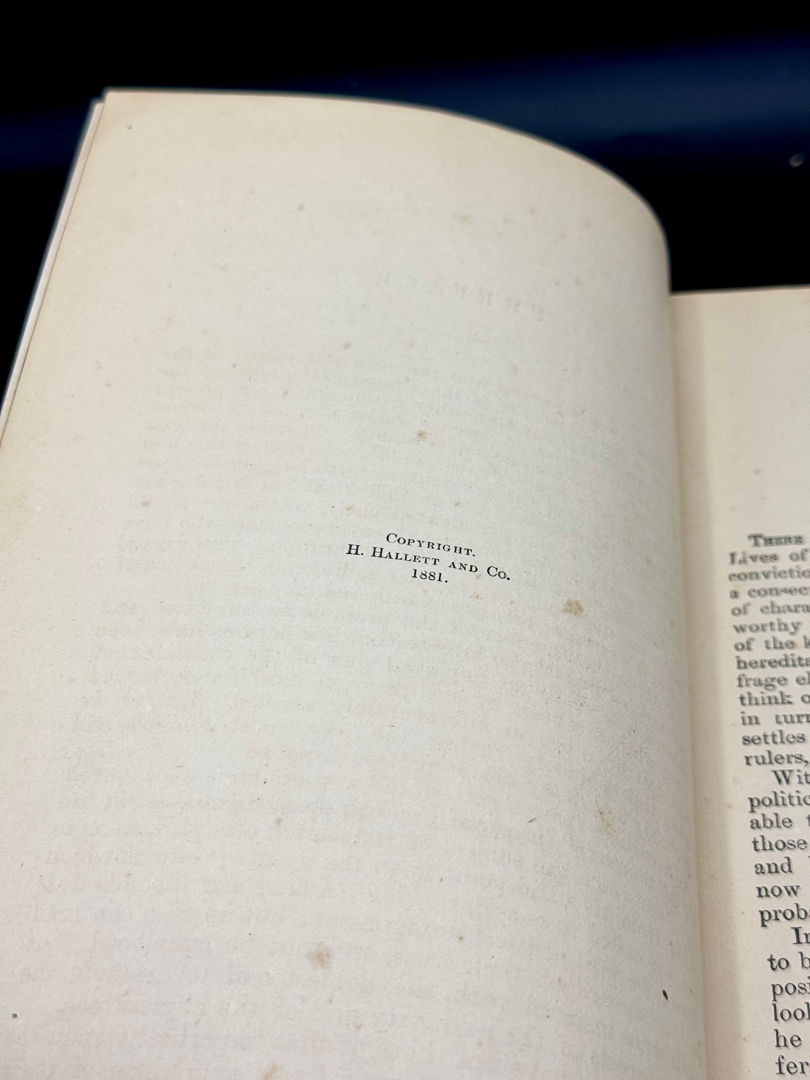 COPYRIGHT.
H. HALLETT AND CO.
1881.
THERE
Lives of
convictio
a consec
of chara
worthy
of the k
heredita
frage el
think o
in turn
settles
rulers,
Wit
politic
able t
those
and
now
proba
In
to b
posi
look
he
fer